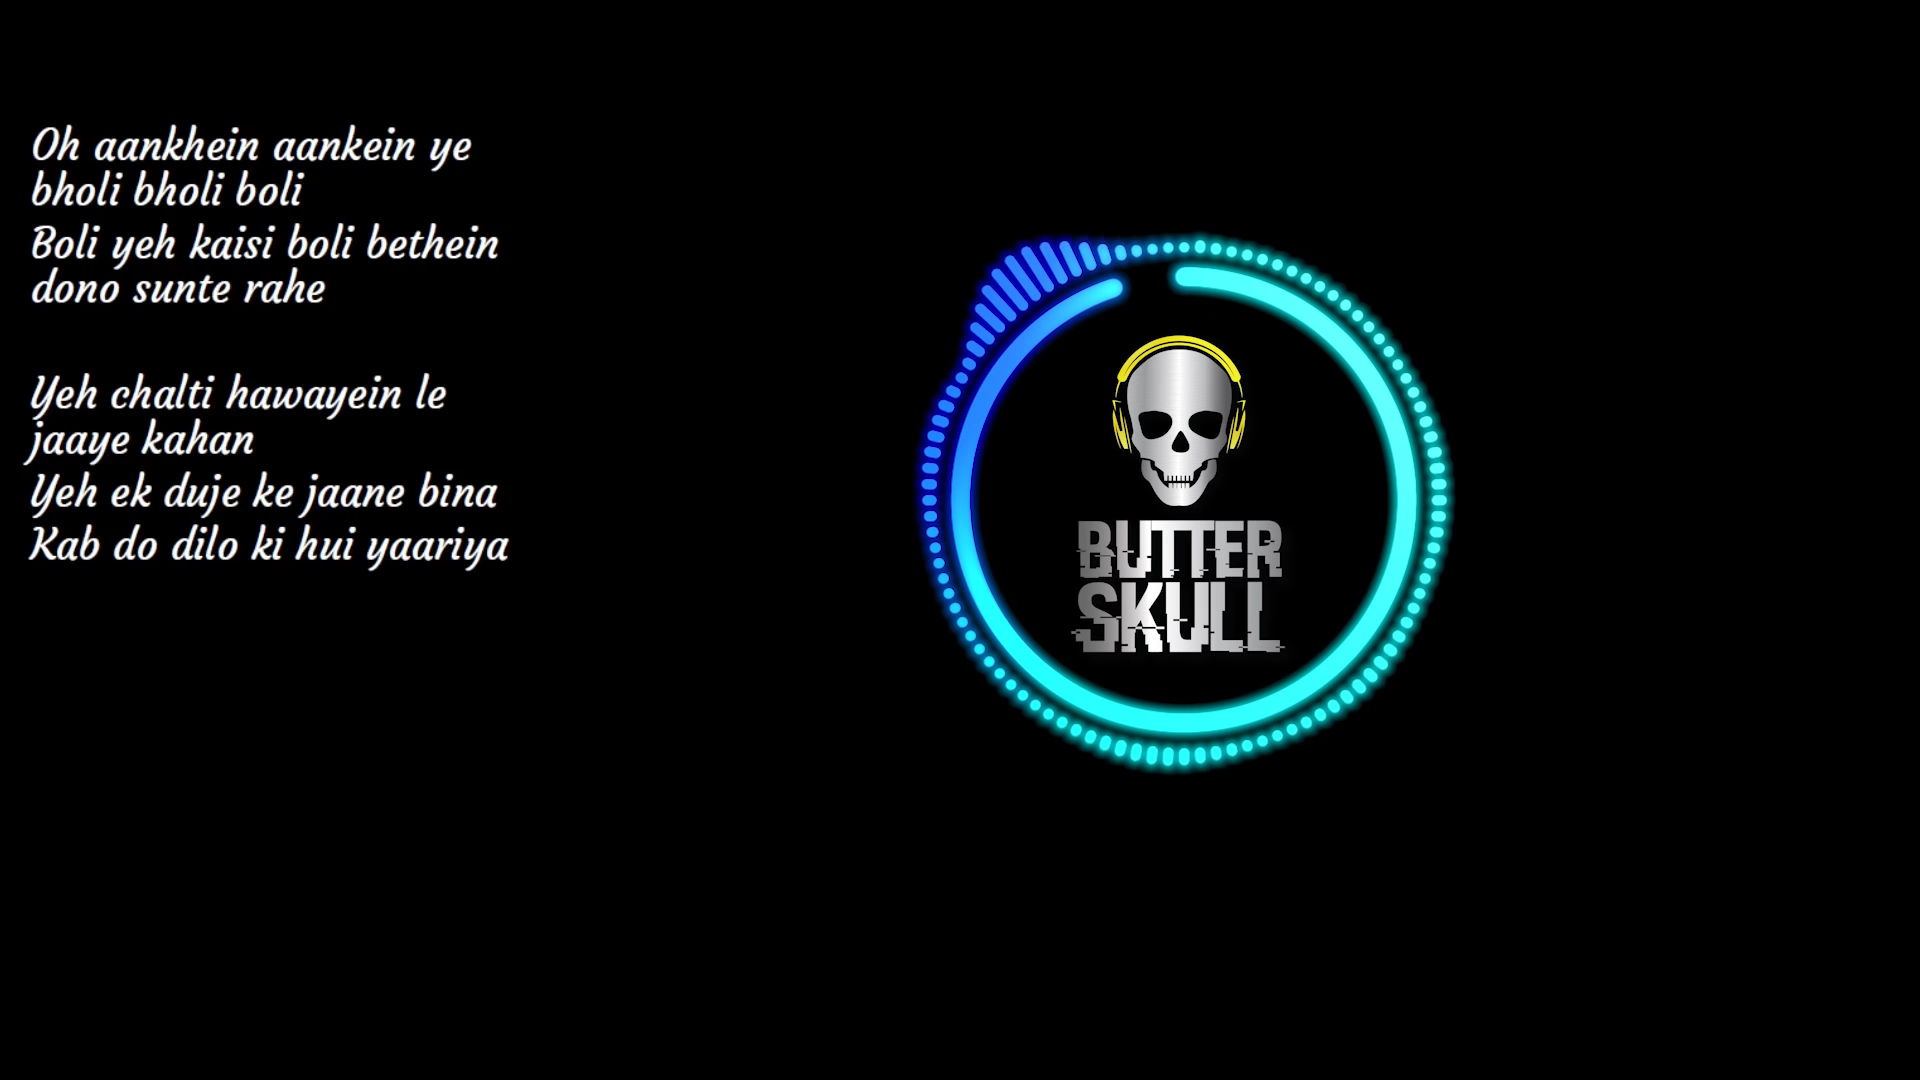 Oh aankhein aankein ye
bholi bholi boli
Boli yeh kaisi boli bethein
dono sunte rahe
Yeh chalti hawayein le
jaaye kahan
Yeh ek duje ke jaane bina
Kab do dilo ki hui yaariya
BUTTER
SKULL